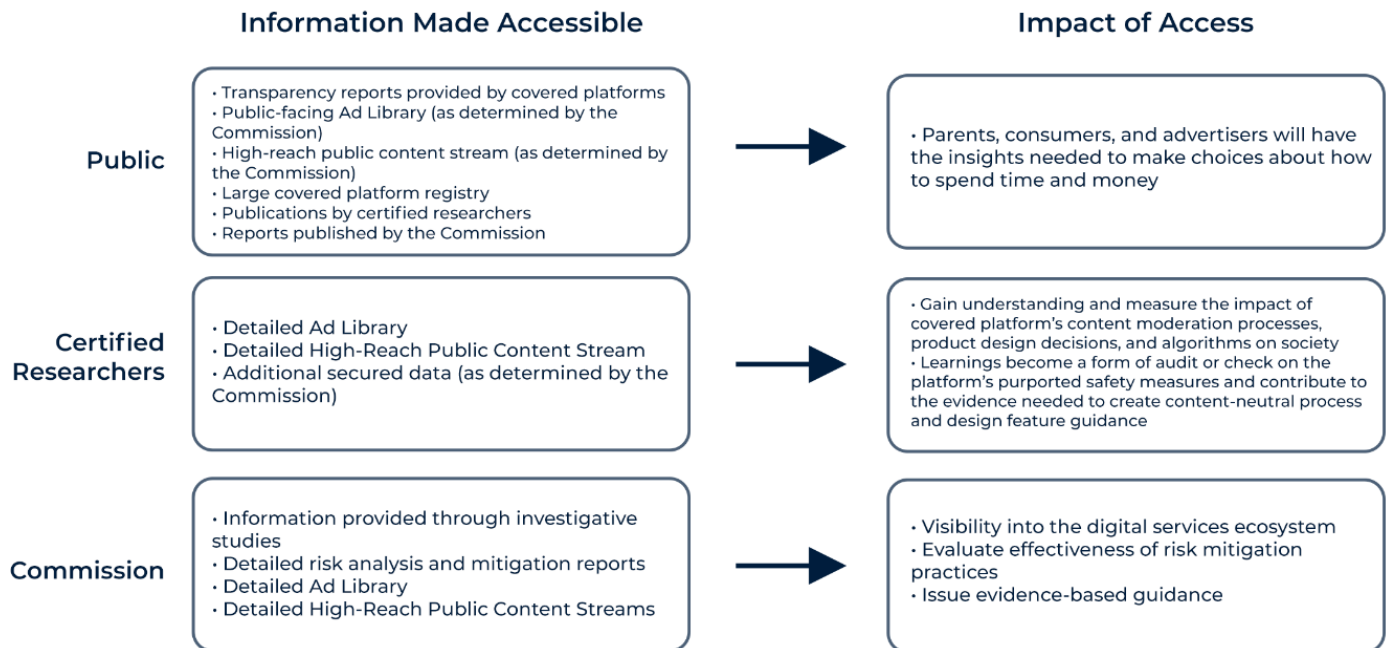 Information Made Accessible
Impact of Access
Public
· Transparency reports provided by covered platforms
· Public-facing Ad Library (as determined by the
Commission)
· High-reach public content stream (as determined by
the Commission)
· Large covered platform registry
· Publications by certified researchers
· Reports published by the Commission
· Parents, consumers, and advertisers will have
the insights needed to make choices about how
to spend time and money
Certified
Researchers
· Detailed Ad Library
· Detailed High-Reach Public Content Stream
· Additional secured data (as determined by the
Commission)
· Gain understanding and measure the impact of
covered platform’s content moderation processes,
product design decisions, and algorithms on society
· Learnings become a form of audit or check on the
platform’s purported safety measures and contribute to
the evidence needed to create content-neutral process
and design feature guidance
Commission
· Information provided through investigative
studies
· Detailed risk analysis and mitigation reports
· Detailed Ad Library
· Detailed High-Reach Public Content Streams
· Visibility into the digital services ecosystem
· Evaluate effectiveness of risk mitigation
practices
· Issue evidence-based guidance